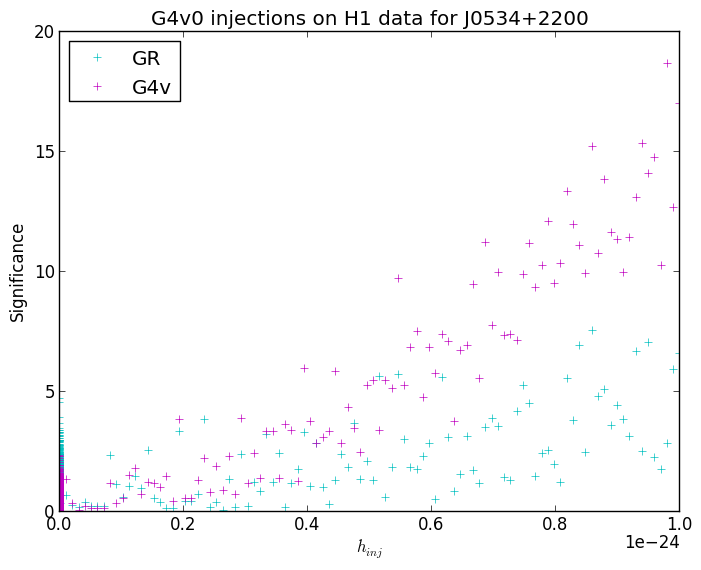 G4v0 injections on H1 data for J0534+2200
GR
G4v
Significance
20
15
10
5
0
0.0 0.2 0.4 0.6 0.8 1.0
1e−24
h_inj